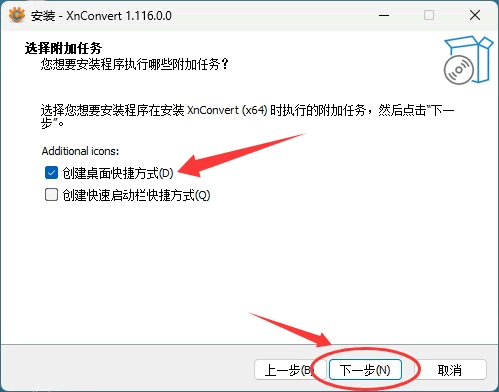 安装 - XnConvert 1.116.0.0
选择附加任务
您想要安装程序执行哪些附加任务？
选择您想要安装程序在安装 XnConvert (x64) 时执行的附加任务，然后点击“下一
步”。
Additional icons:
创建桌面快捷方式(D)
创建快速启动栏快捷方式(Q)
上一步(B) 下一步(N) 取消